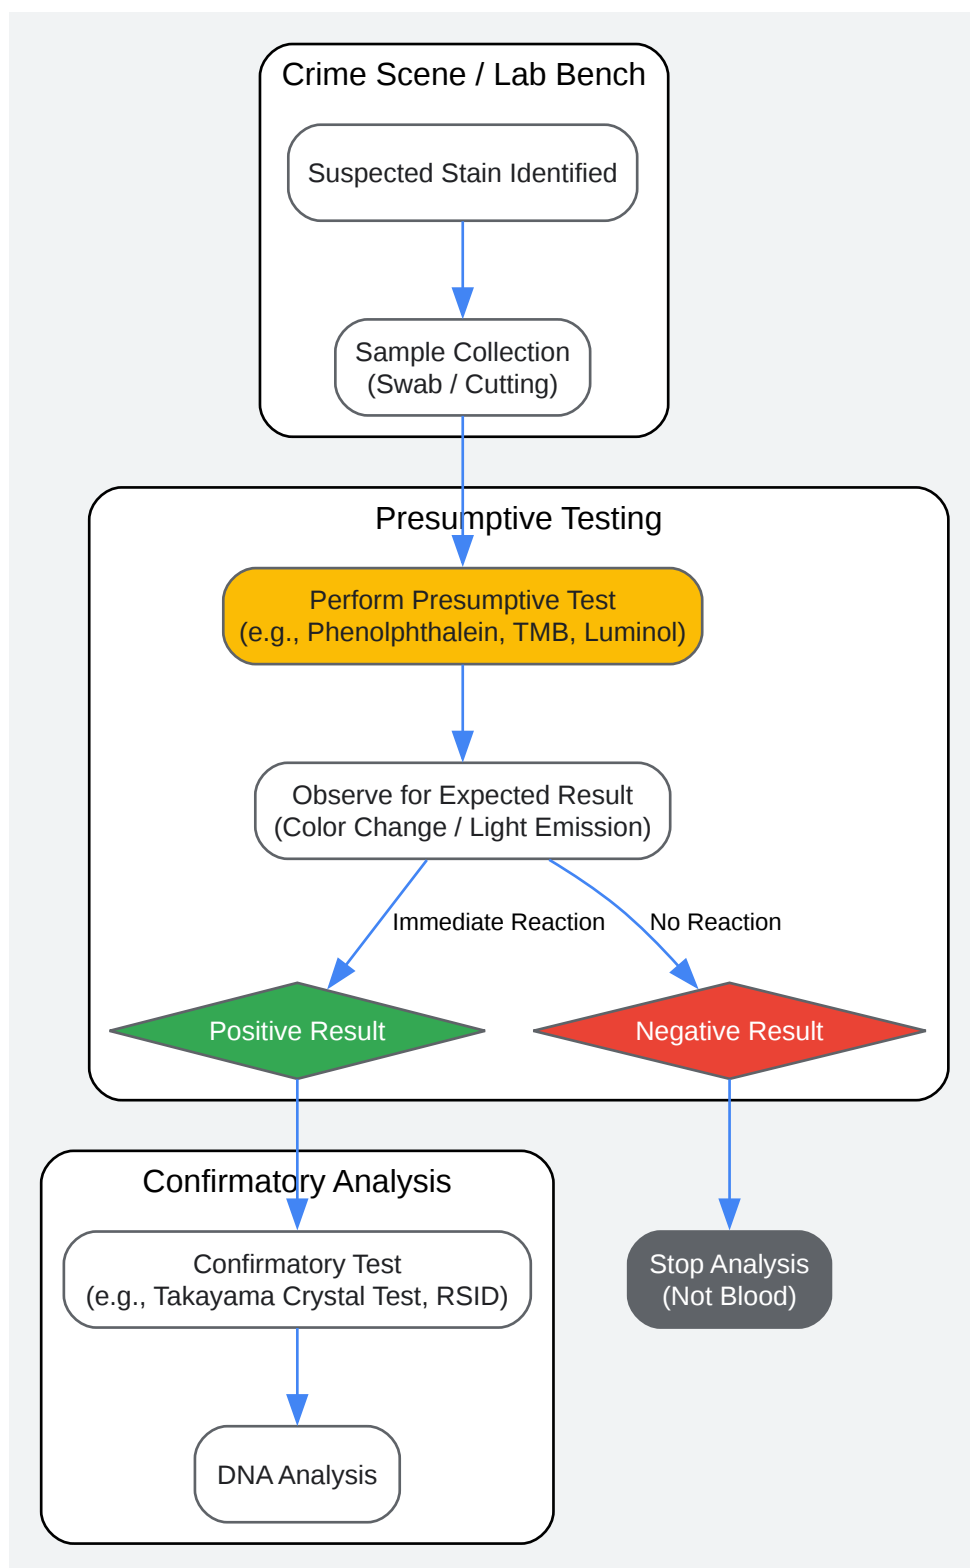 Crime Scene / Lab Bench
Suspected Stain Identified
Sample Collection
(Swab / Cutting)
Presumptive Testing
Perform Presumptive Test
(e.g., Phenolphthalein, TMB, Luminol)
Observe for Expected Result
(Color Change / Light Emission)
Immediate Reaction
No Reaction
Positive Result
Negative Result
Confirmatory Analysis
Confirmatory Test
(e.g., Takayama Crystal Test, RSID)
Stop Analysis
(Not Blood)
DNA Analysis